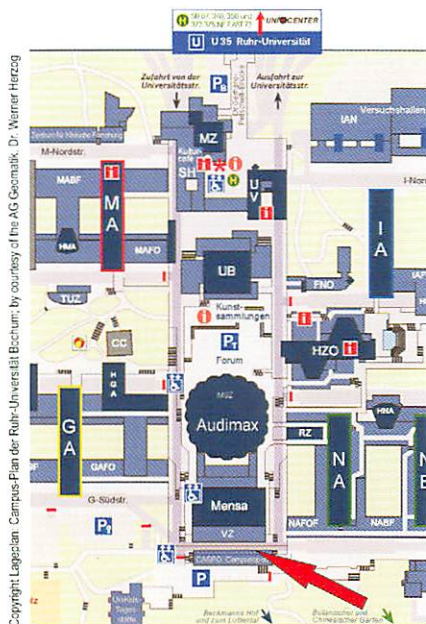 UNICENTER
U U 35 Ruhr-Universität
Zufahrt von der
Universitätsstr.
Ausfahrt zur
Universitätsstr.
MZ
Kultur-
café
SH
H
UV
IAN
Versuchshallen
M-Nordstr.
MABF
MA
HMA
MAFO
UB
IA
FNO
TUZ
Kunst-
sammlungen
Forum
CC
HZO
HGA
Audimax
RZ
HNA
GA
GAFO
NA
Mensa
VZ
G-Südstr.
NAFOF
NABF
P
Copyright Lageplan: Campus-Plan der Ruhr-Universität Bochum; by courtesy of the AG Geomatik, Dr. Werner Herzog